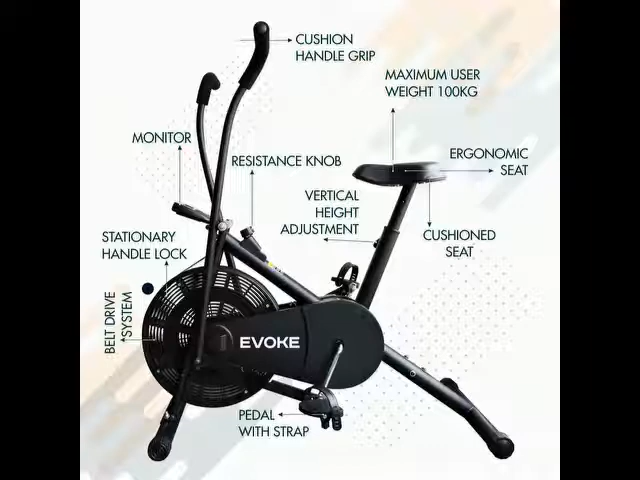 CUSHION
HANDLE GRIP
MAXIMUM USER
WEIGHT 100KG
MONITOR
RESISTANCE KNOB
ERGONOMIC
SEAT
VERTICAL
HEIGHT
ADJUSTMENT
CUSHIONED
SEAT
STATIONARY
HANDLE LOCK
BELT DRIVE
SYSTEM
EVOKE
PEDAL
WITH STRAP